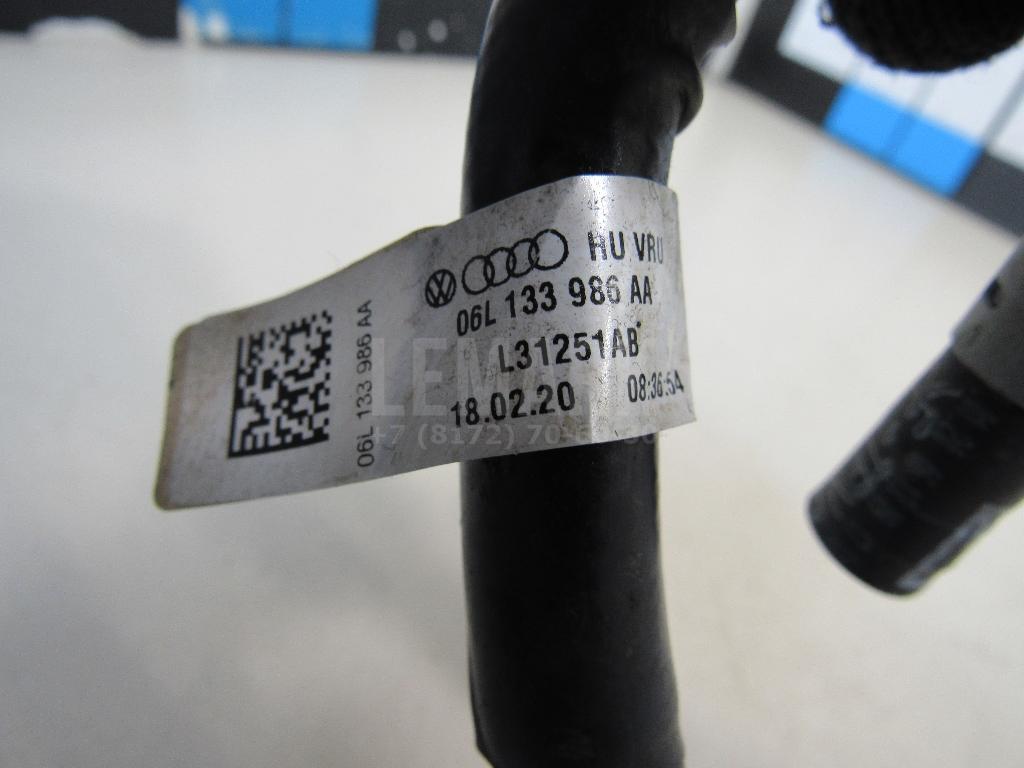 HU VRU
06L 133 986 AA
L31251AB
18.02.20 08:36:54
06L 133 986 AA